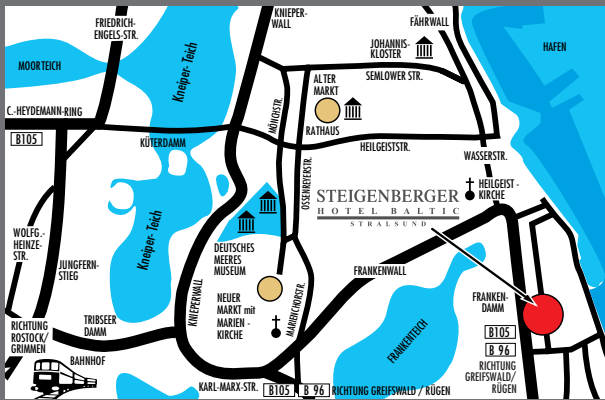 FRIEDRICH-
ENGELS-STR.
KNIEPER-
WALL
FÄHRWALL
HAFEN
JOHANNIS-
KLOSTER
MOORTEICH
Kneiper- Teich
SEMLOWER STR.
ALTER
MARKT
C.-HEYDEMANN-RING
MÖNCHSTR.
RATHAUS
B105
KÜTERDAMM
HEILGEISTSTR.
WASSERSTR.
OSSENREYERSTR.
HEILGEIST-
KIRCHE
STEIGENBERGER
HOTEL BALTIC
STRALSUND
Kneiper- Teich
WOLFG.-
HEINZE-
STR.
DEUTSCHES
MEERES
MUSEUM
JUNGFERN-
STIEG
FRANKENWALL
KNIEPERWALL
NEUER
MARKT mit
MARIEN-
KIRCHE
MARIENCHORSTR.
FRANKEN-
DAMM
TRIBSEER
DAMM
RICHTUNG
ROSTOCK/
GRIMMEN
FRANKENTEICH
B105
B 96
RICHTUNG
GREIFSWALD/
RÜGEN
BAHNHOF
KARL-MARX-STR.
B105
B 96
RICHTUNG GREIFSWALD / RÜGEN